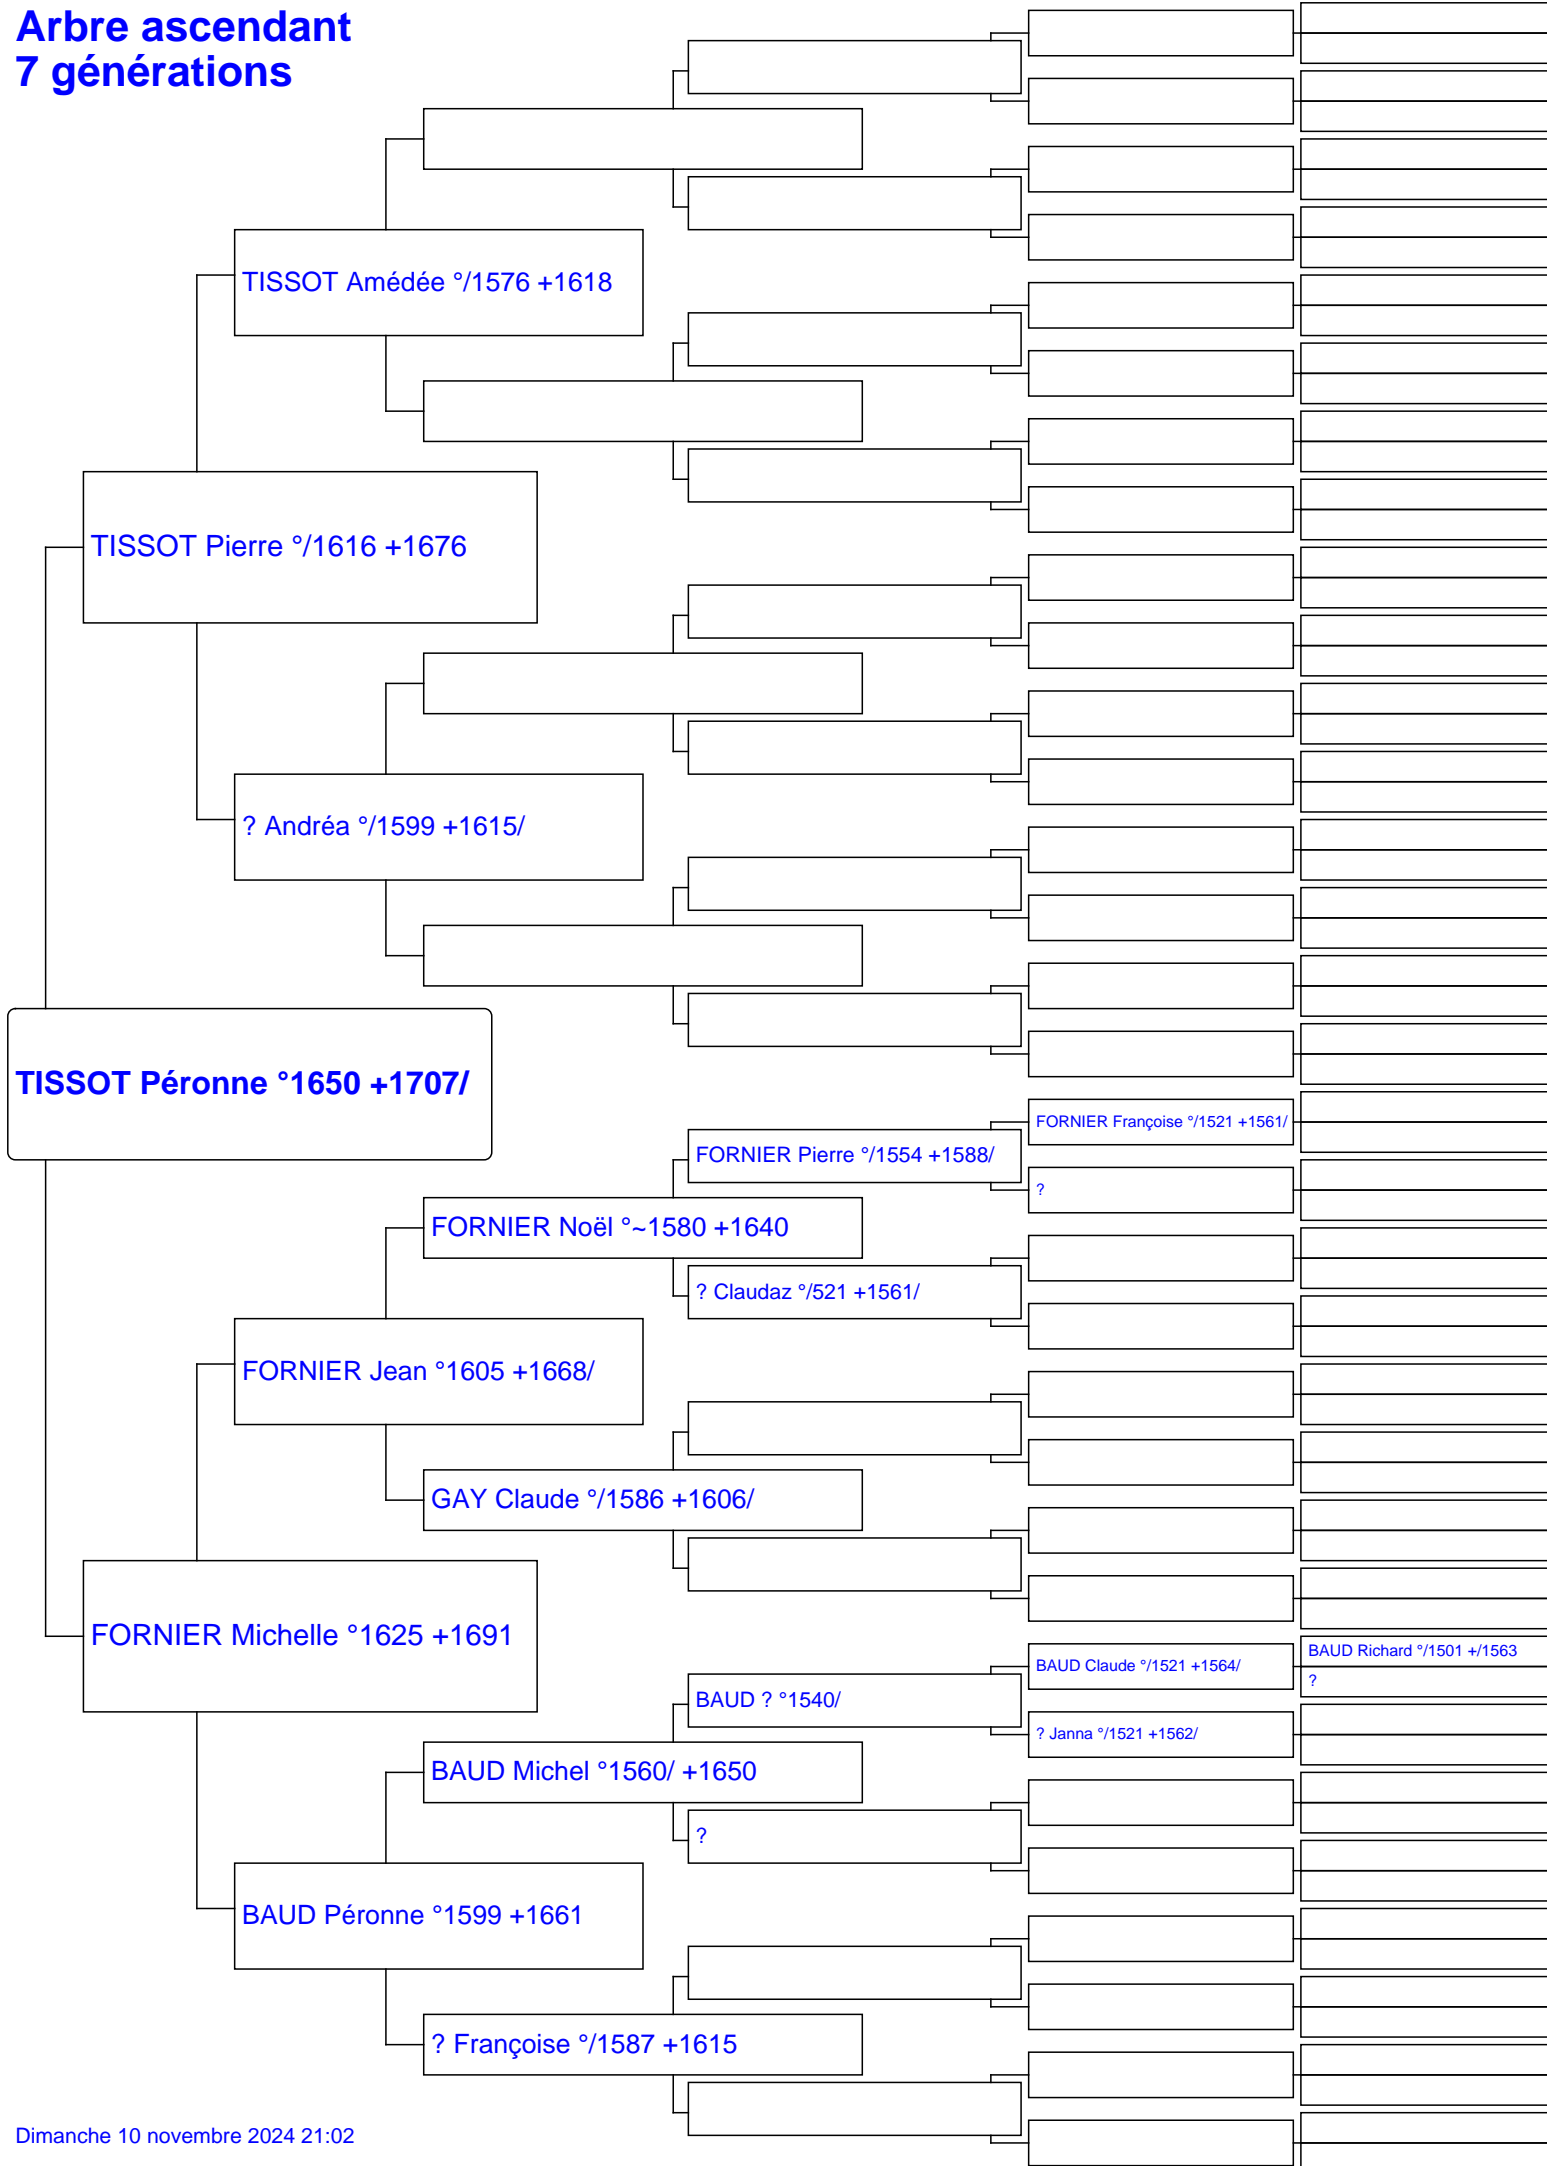 Arbre ascendant
7 générations
TISSOT Amédée °/1576 +1618
TISSOT Pierre °/1616 +1676
? Andréa °/1599 +1615/
TISSOT Péronne °1650 +1707/
FORNIER Françoise °/1521 +1561/
FORNIER Pierre °/1554 +1588/
?
FORNIER Noël °~1580 +1640
? Claudaz °/521 +1561/
FORNIER Jean °1605 +1668/
GAY Claude °/1586 +1606/
FORNIER Michelle °1625 +1691
BAUD Richard °/1501 +/1563
BAUD Claude °/1521 +1564/
?
BAUD ? °1540/
? Janna °/1521 +1562/
BAUD Michel °1560/ +1650
?
BAUD Péronne °1599 +1661
? Françoise °/1587 +1615
Dimanche 10 novembre 2024 21:02